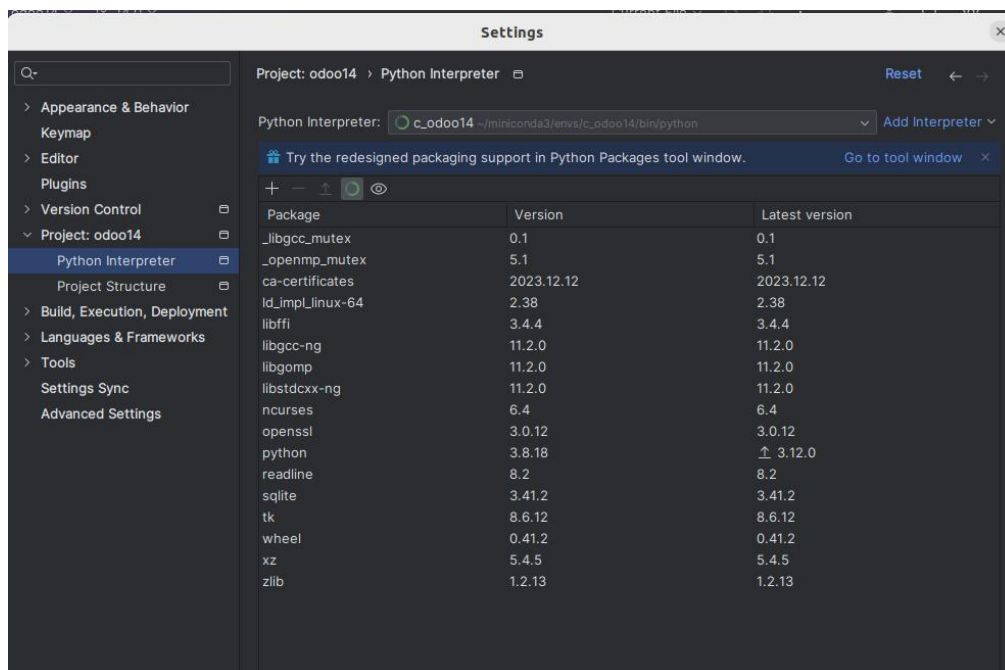 Settings
Project: odoo14 › Python Interpreter
Reset
Appearance & Behavior
Keymap
Editor
Plugins
Version Control
Project: odoo14
Python Interpreter
Project Structure
Build, Execution, Deployment
Languages & Frameworks
Tools
Settings Sync
Advanced Settings
Python Interpreter: c_odoo14 ~/miniconda3/envs/c_odoo14/bin/python Add Interpreter
Try the redesigned packaging support in Python Packages tool window. Go to tool window
Package Version Latest version
_libgcc_mutex 0.1 0.1
_openmp_mutex 5.1 5.1
ca-certificates 2023.12.12 2023.12.12
ld_impl_linux-64 2.38 2.38
libffi 3.4.4 3.4.4
libgcc-ng 11.2.0 11.2.0
libgomp 11.2.0 11.2.0
libstdcxx-ng 11.2.0 11.2.0
ncurses 6.4 6.4
openssl 3.0.12 3.0.12
python 3.8.18 3.12.0
readline 8.2 8.2
sqlite 3.41.2 3.41.2
tk 8.6.12 8.6.12
wheel 0.41.2 0.41.2
xz 5.4.5 5.4.5
zlib 1.2.13 1.2.13